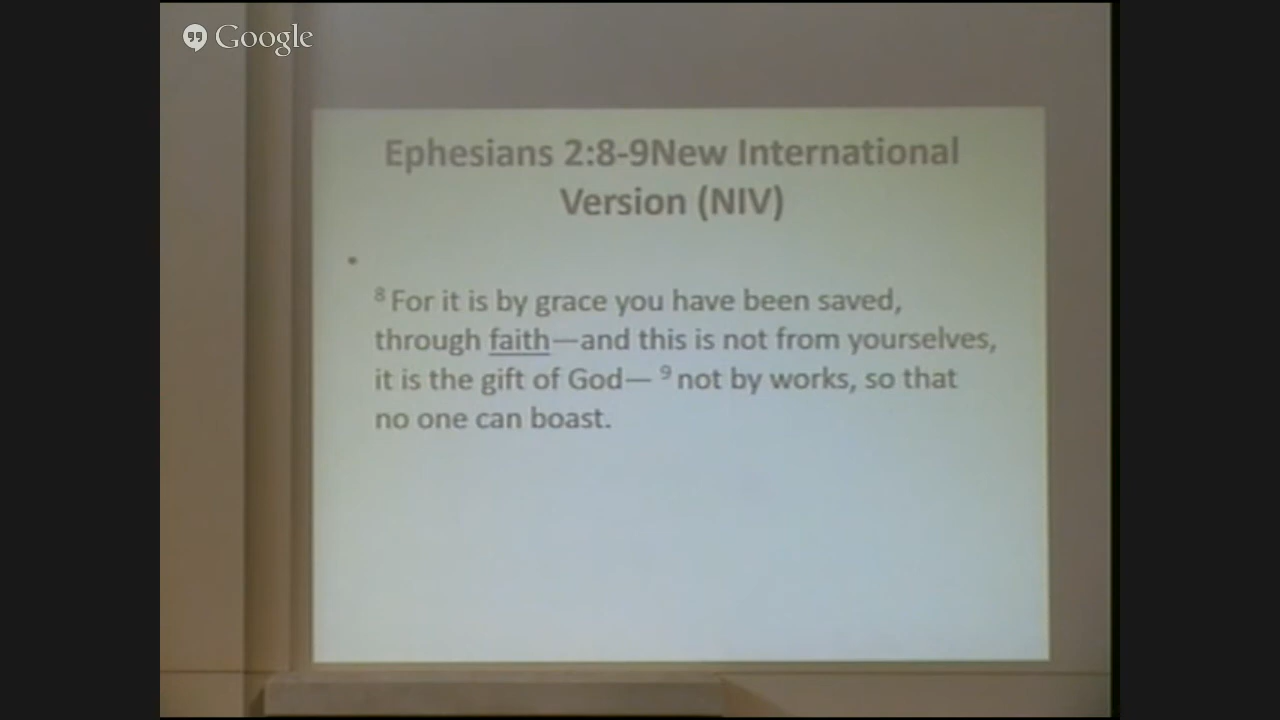 Google
Ephesians 2:8-9New International
Version (NIV)
•
8 For it is by grace you have been saved,
through faith—and this is not from yourselves,
it is the gift of God— 9 not by works, so that
no one can boast.